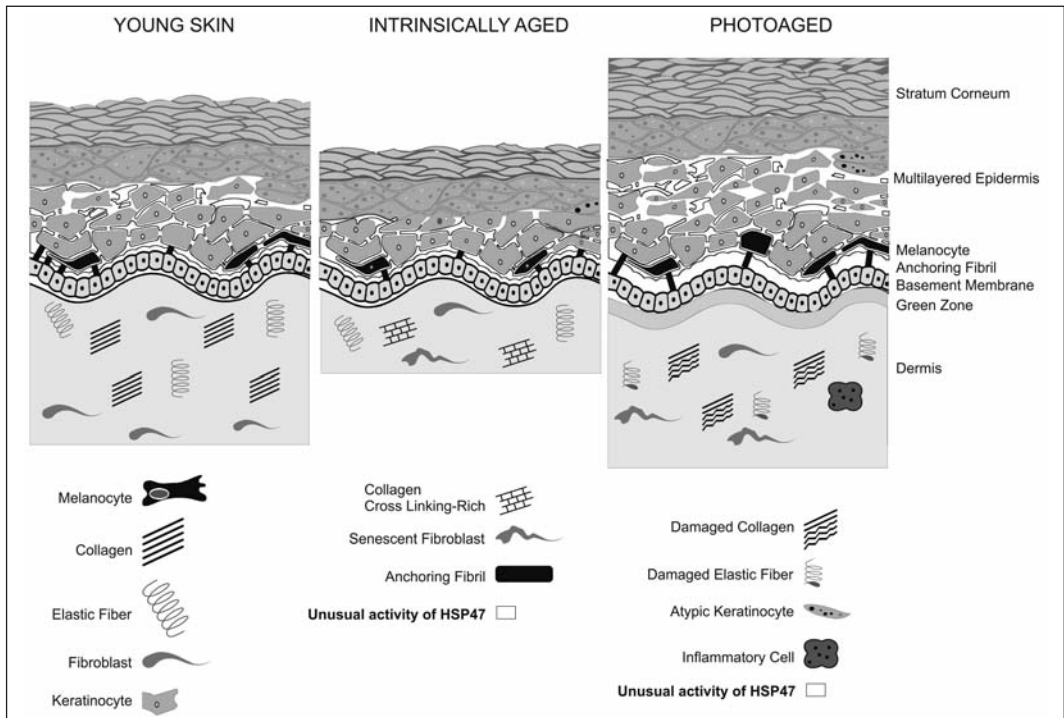 YOUNG SKIN
INTRINSICALLY AGED
PHOTOAGED
Stratum Corneum
Multilayered Epidermis
Melanocyte
Anchoring Fibril
Basement Membrane
Green Zone
Dermis
Melanocyte
Collagen
Elastic Fiber
Fibroblast
Keratinocyte
Collagen
Cross Linking-Rich
Senescent Fibroblast
Anchoring Fibril
Unusual activity of HSP47
Damaged Collagen
Damaged Elastic Fiber
Atypic Keratinocyte
Inflammatory Cell
Unusual activity of HSP47